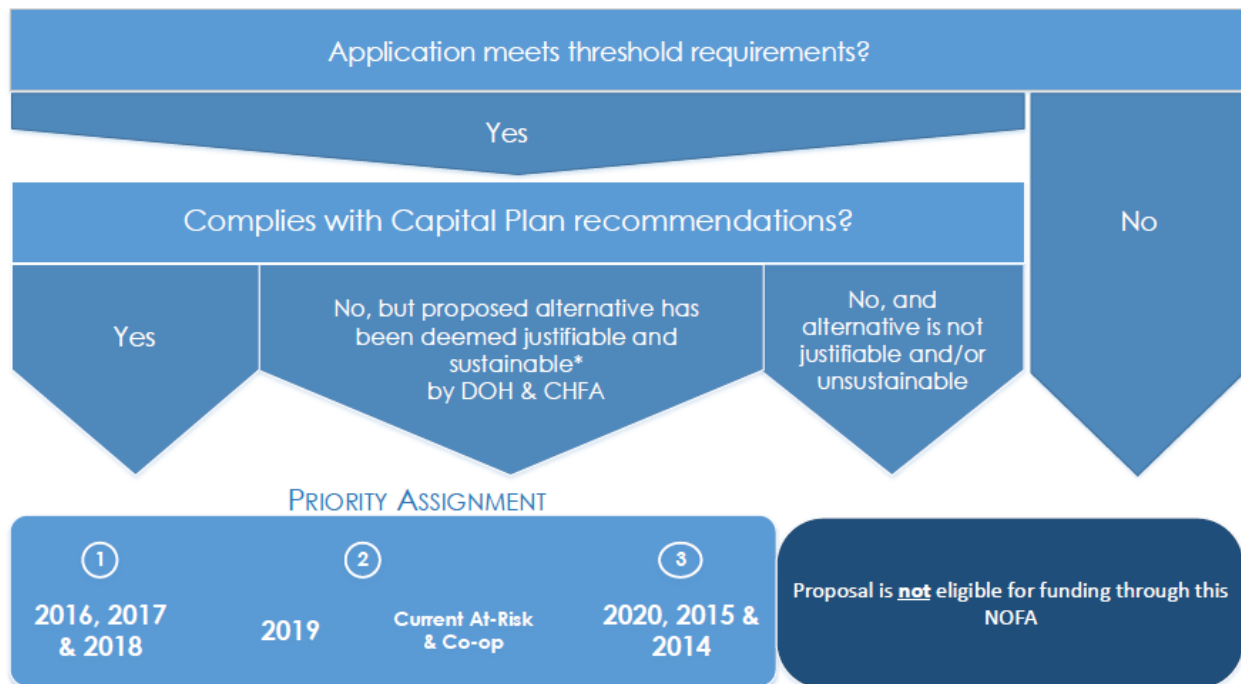 Application meets threshold requirements?
Yes
No
Complies with Capital Plan recommendations?
Yes
No, but proposed alternative has
been deemed justifiable and
sustainable*
by DOH & CHFA
No, and
alternative is not
justifiable and/or
unsustainable
PRIORITY ASSIGNMENT
1
2016, 2017
& 2018
2
2019
Current At-Risk
& Co-op
3
2020, 2015 &
2014
Proposal is not eligible for funding through this
NOFA